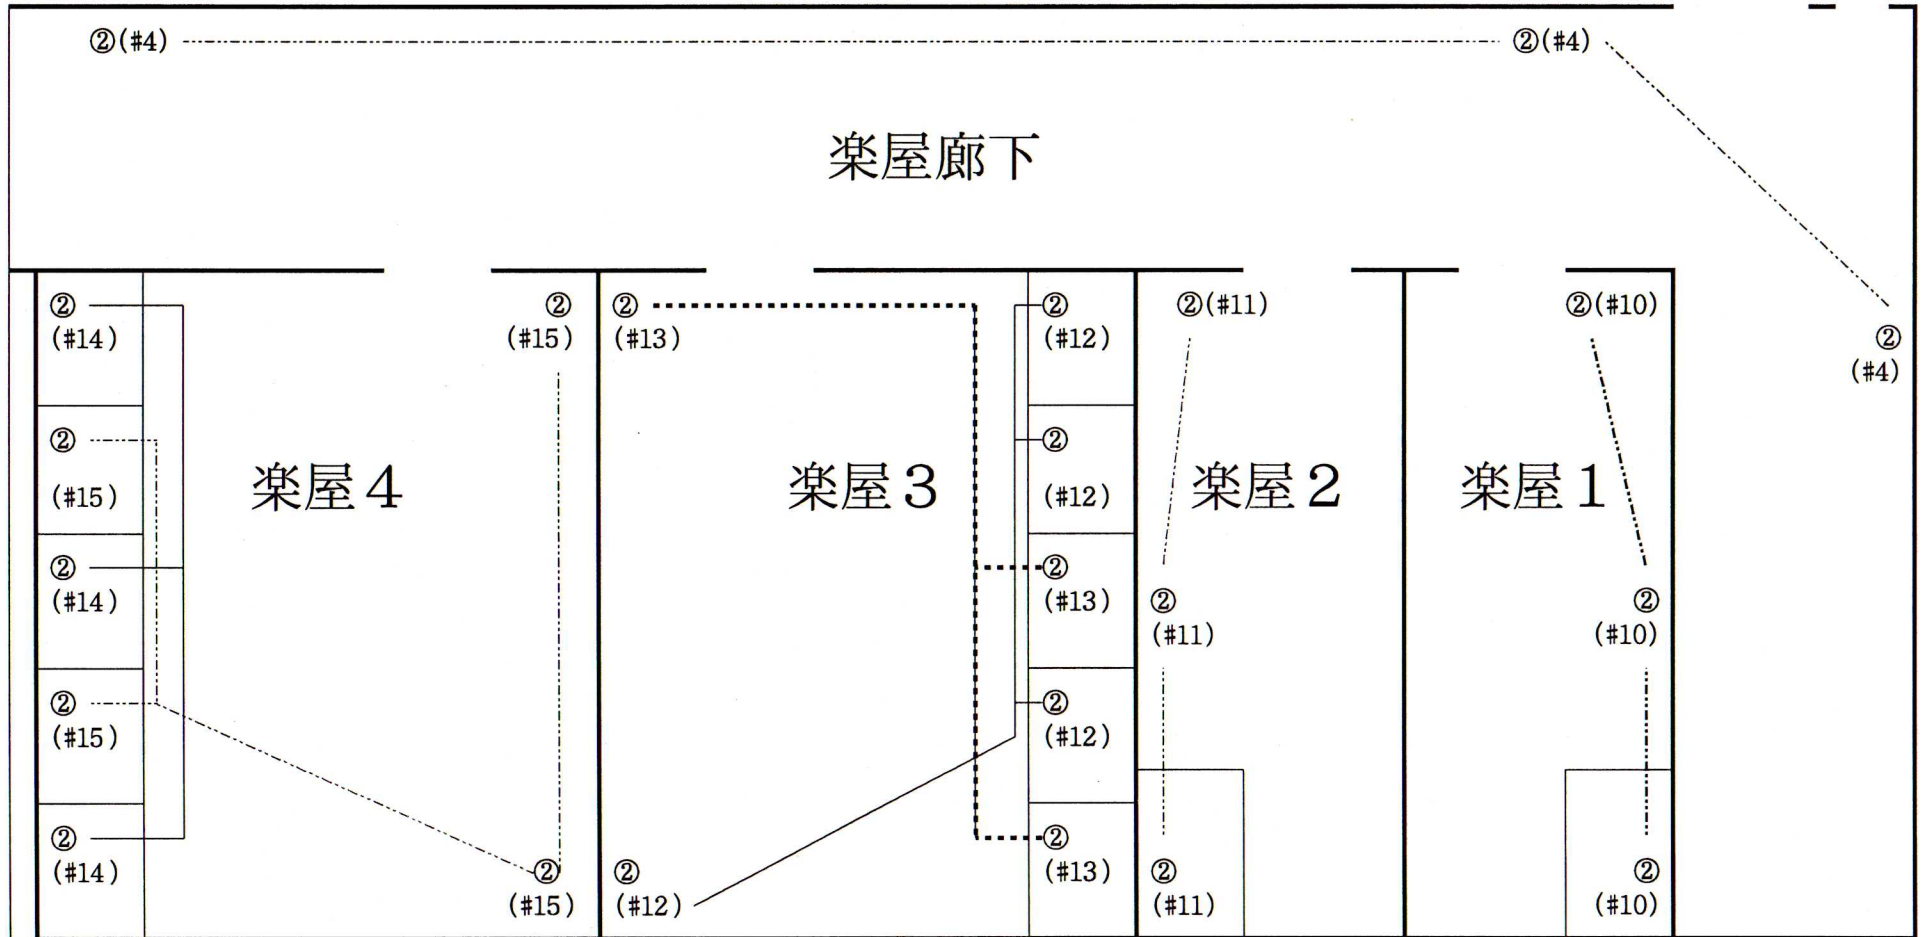 ②(#4) ②(#4)
楽屋廊下
② ② ② ② ②(#11) ②(#10)
(#14) (#15) (#13) (#12) ②
(#4)
② ②
(#15) 楽屋4 楽屋3 (#12) 楽屋2 楽屋1
② ②
(#14) (#13) ② ②
(#11) (#10)
② ②
(#15) (#12)
② ②
(#14) ② ② (#13) ② ②
(#15) (#12) (#11) (#10)